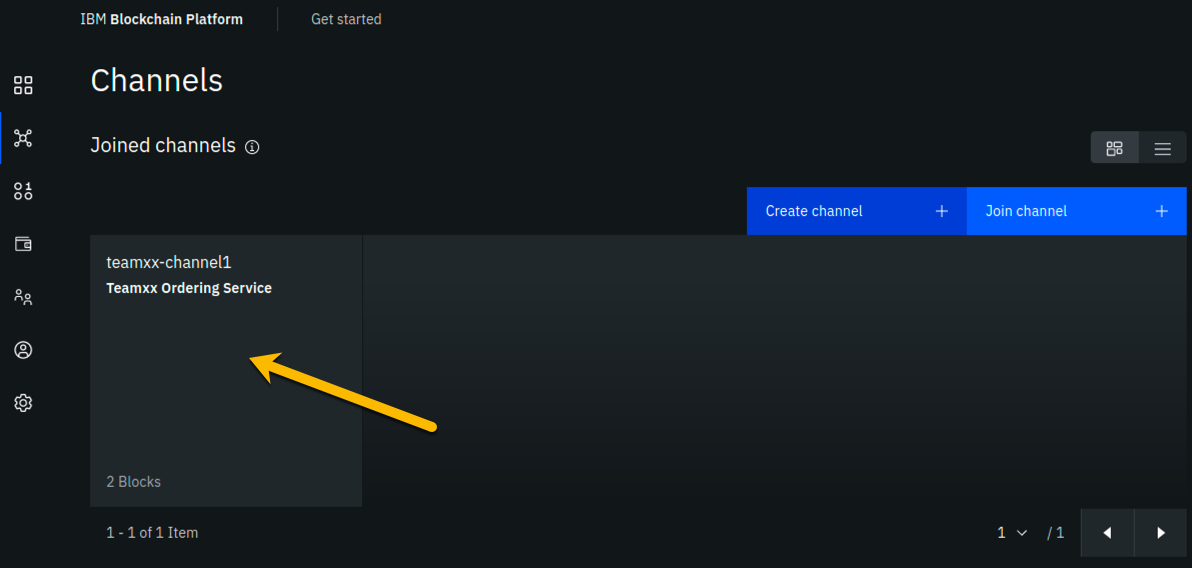 IBM Blockchain Platform
Get started
Channels
Joined channels
Create channel +
Join channel +
teamxx-channel1
Teamxx Ordering Service
2 Blocks
1 - 1 of 1 Item
1 / 1